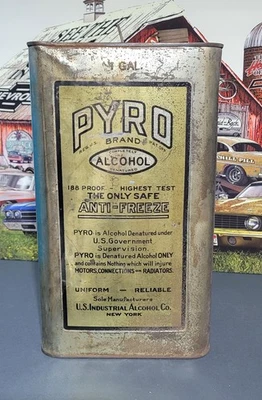 1 GAL.
PYRO
BRAND
COMPLETELY
ALCOHOL
DENATURED
188 PROOF - HIGHEST TEST
THE ONLY SAFE
ANTI-FREEZE
PYRO is Alcohol Denatured under
U.S. Government
Supervision.
PYRO is Denatured Alcohol ONLY
and contains Nothing which will injure
MOTORS, CONNECTIONS OR RADIATORS.
UNIFORM - RELIABLE
Sole Manufacturers
U.S. INDUSTRIAL ALCOHOL CO.
NEW YORK